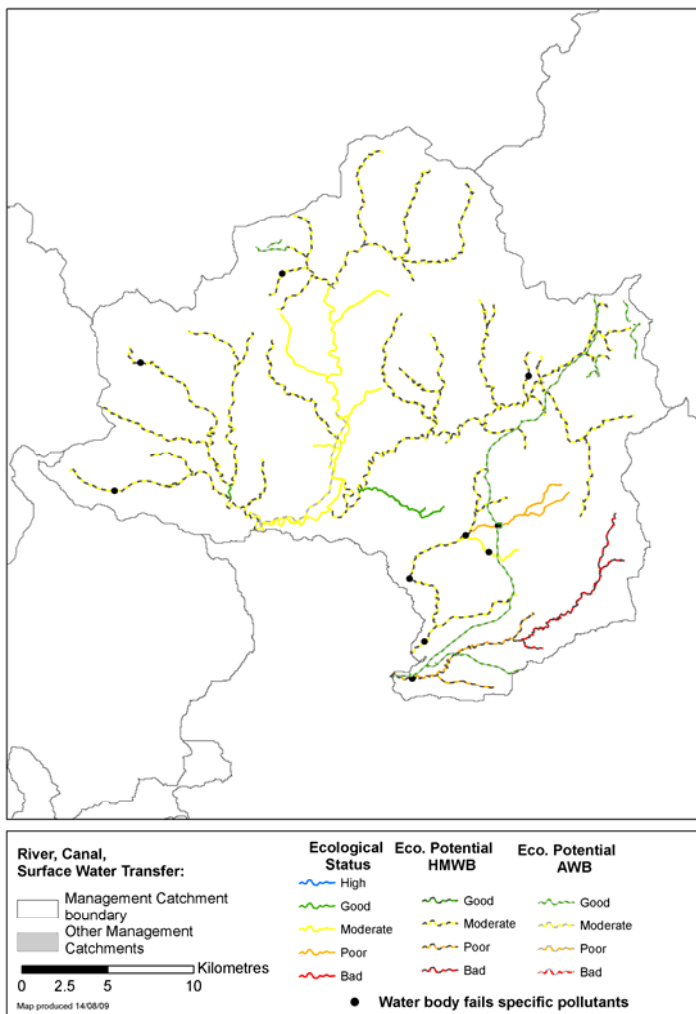 River, Canal,
Surface Water Transfer:
Management Catchment
boundary
Other Management
Catchments
Kilometres
0 2.5 5 10
Map produced 14/08/09
Ecological
Status
High
Good
Moderate
Poor
Bad
Eco. Potential
HMWB
Good
Moderate
Poor
Bad
Eco. Potential
AWB
Good
Moderate
Poor
Bad
Water body fails specific pollutants